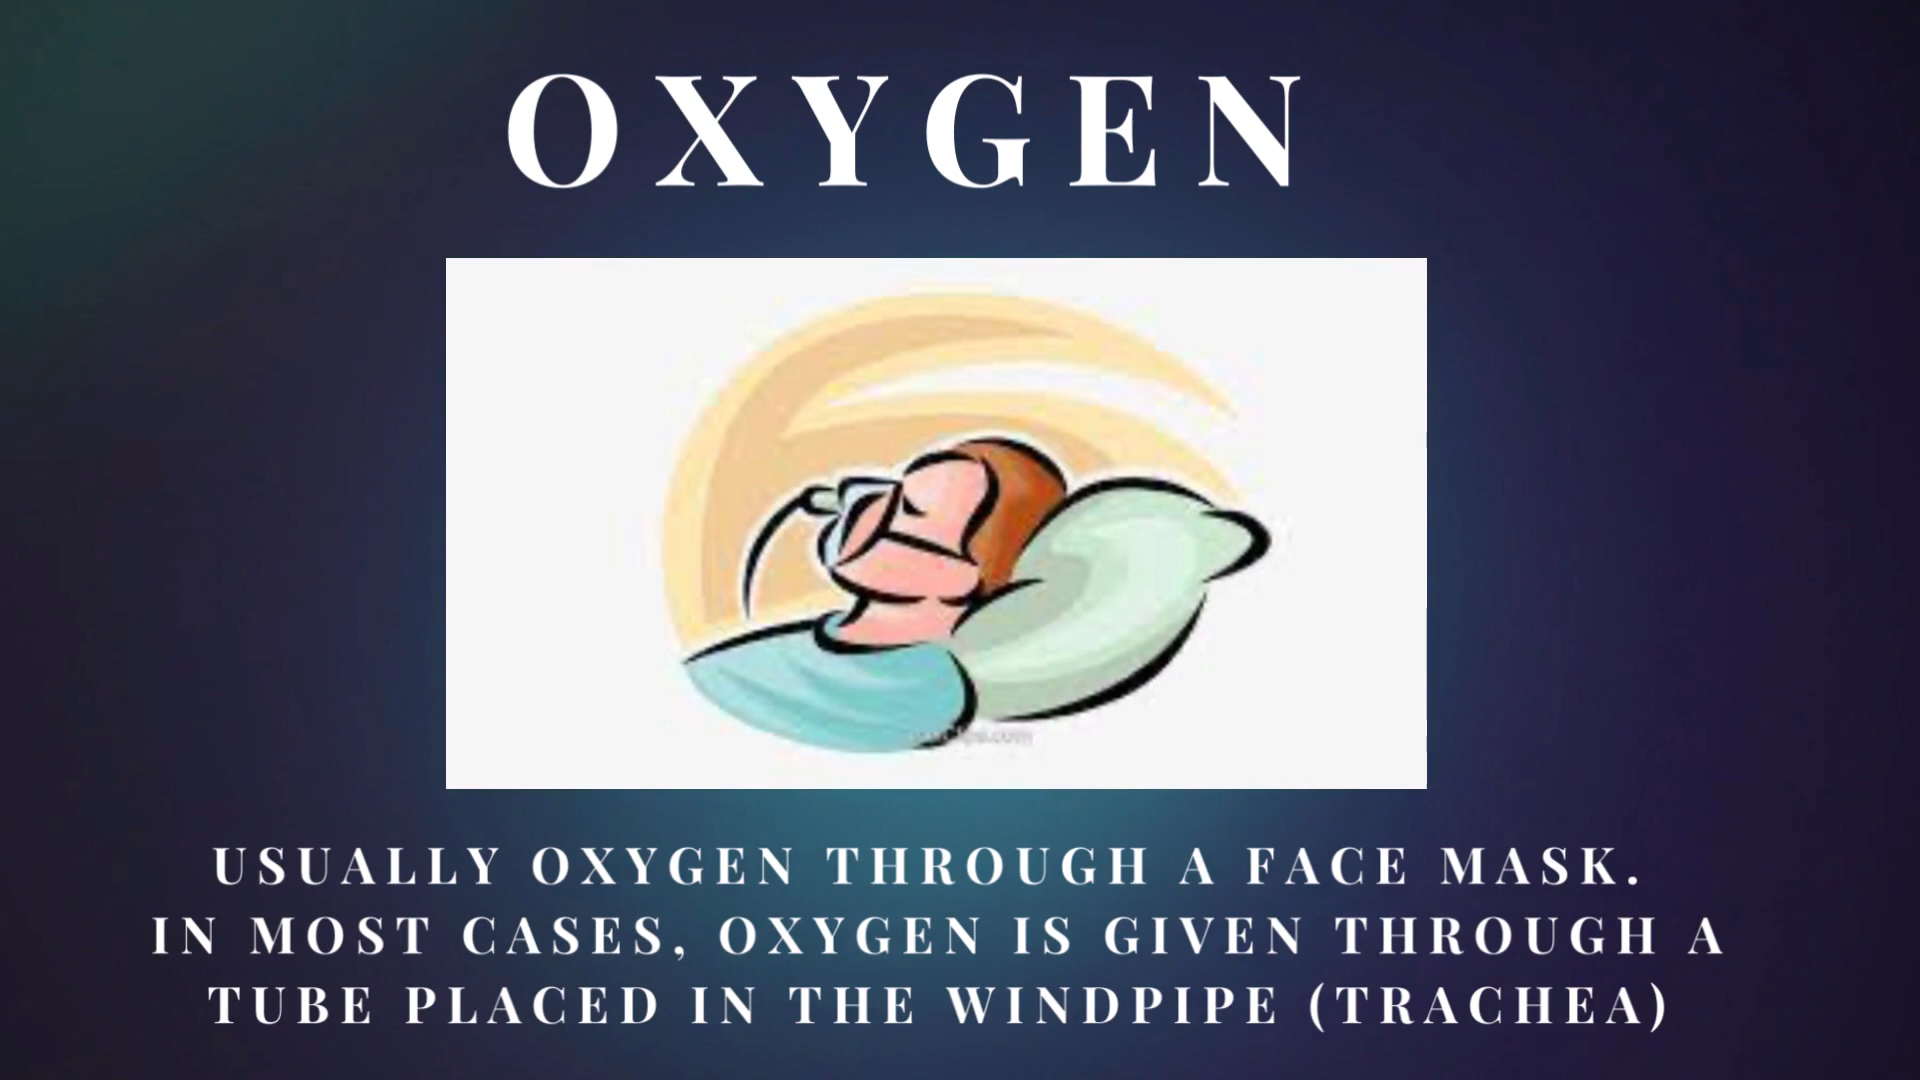 OXYGEN
USUALLY OXYGEN THROUGH A FACE MASK.
IN MOST CASES, OXYGEN IS GIVEN THROUGH A
TUBE PLACED IN THE WINDPIPE (TRACHEA)